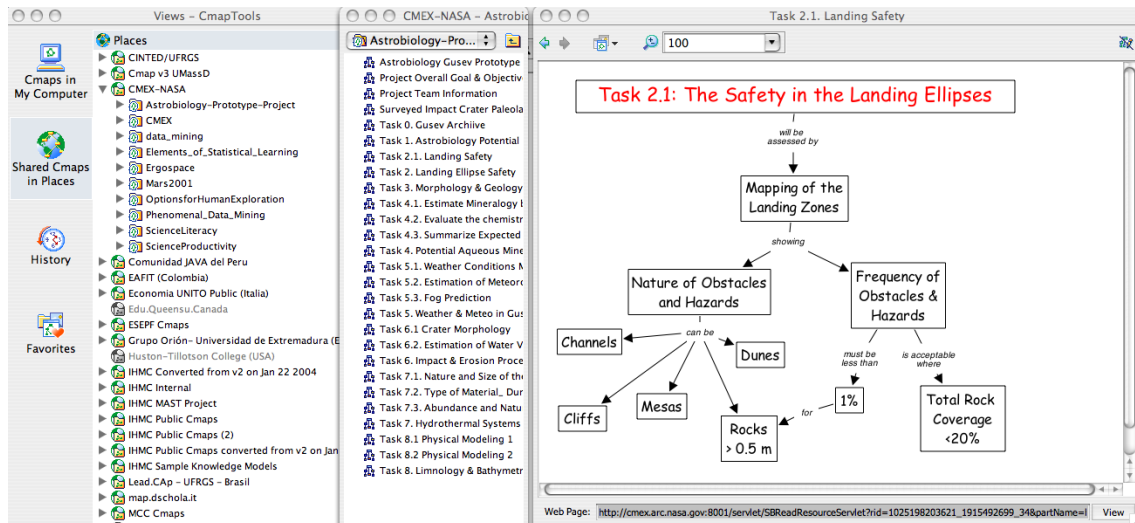 Views – CmapTools
Cmaps in
My Computer
Shared Cmaps
in Places
History
Favorites
Places
CINTED/UFRGS
Cmap v3 UMassD
CMEX-NASA
Astrobiology-Prototype-Project
CMEX
data_mining
Elements_of_Statistical_Learning
Ergospace
Mars2001
OptionsforHumanExploration
Phenomenal_Data_Mining
ScienceLiteracy
ScienceProductivity
Comunidad JAVA del Peru
EAFIT (Colombia)
Economia UNITO Public (Italia)
Edu.Queensu.Canada
ESEPF Cmaps
Grupo Orión- Universidad de Extremadura (E
Huston-Tillotson College (USA)
IHMC Converted from v2 on Jan 22 2004
IHMC Internal
IHMC MAST Project
IHMC Public Cmaps
IHMC Public Cmaps (2)
IHMC Public Cmaps converted from v2 on Jan
IHMC Sample Knowledge Models
Lead.CAp - UFRGS - Brasil
map.dschola.it
MCC Cmaps
CMEX-NASA – Astrobi
Astrobiology-Pro...
Astrobiology Gusev Prototype
Project Overall Goal & Objectiv
Project Team Information
Surveyed Impact Crater Paleola
Task 0. Gusev Archiive
Task 1. Astrobiology Potential
Task 2.1. Landing Safety
Task 2. Landing Ellipse Safety
Task 3. Morphology & Geology
Task 4.1. Estimate Mineralogy b
Task 4.2. Evaluate the chemistr
Task 4.3. Summarize Expected
Task 4. Potential Aqueous Mine
Task 5.1. Weather Conditions M
Task 5.2. Estimation of Meteoro
Task 5.3. Fog Prediction
Task 5. Weather & Meteo in Gus
Task 6.1 Crater Morphology
Task 6.2. Estimation of Water V
Task 6. Impact & Erosion Proce
Task 7.1. Nature and Size of the
Task 7.2. Type of Material_ Dur
Task 7.3. Abundance and Natu
Task 7. Hydrothermal Systems
Task 8.1 Physical Modeling 1
Task 8.2 Physical Modeling 2
Task 8. Limnology & Bathymetr
Task 2.1. Landing Safety
100
Task 2.1: The Safety in the Landing Ellipses
will be
assessed by
Mapping of the
Landing Zones
showing
Nature of Obstacles
and Hazards
Frequency of
Obstacles &
Hazards
can be
Channels
Dunes
Cliffs
Mesas
Rocks
> 0.5 m
must be
less than
is acceptable
where
for
1%
Total Rock
Coverage
<20%
Web Page: http://cmex.arc.nasa.gov:8001/servlet/SBReadResourceServlet?rid=1025198203621_1915492699_34&partName=l
View